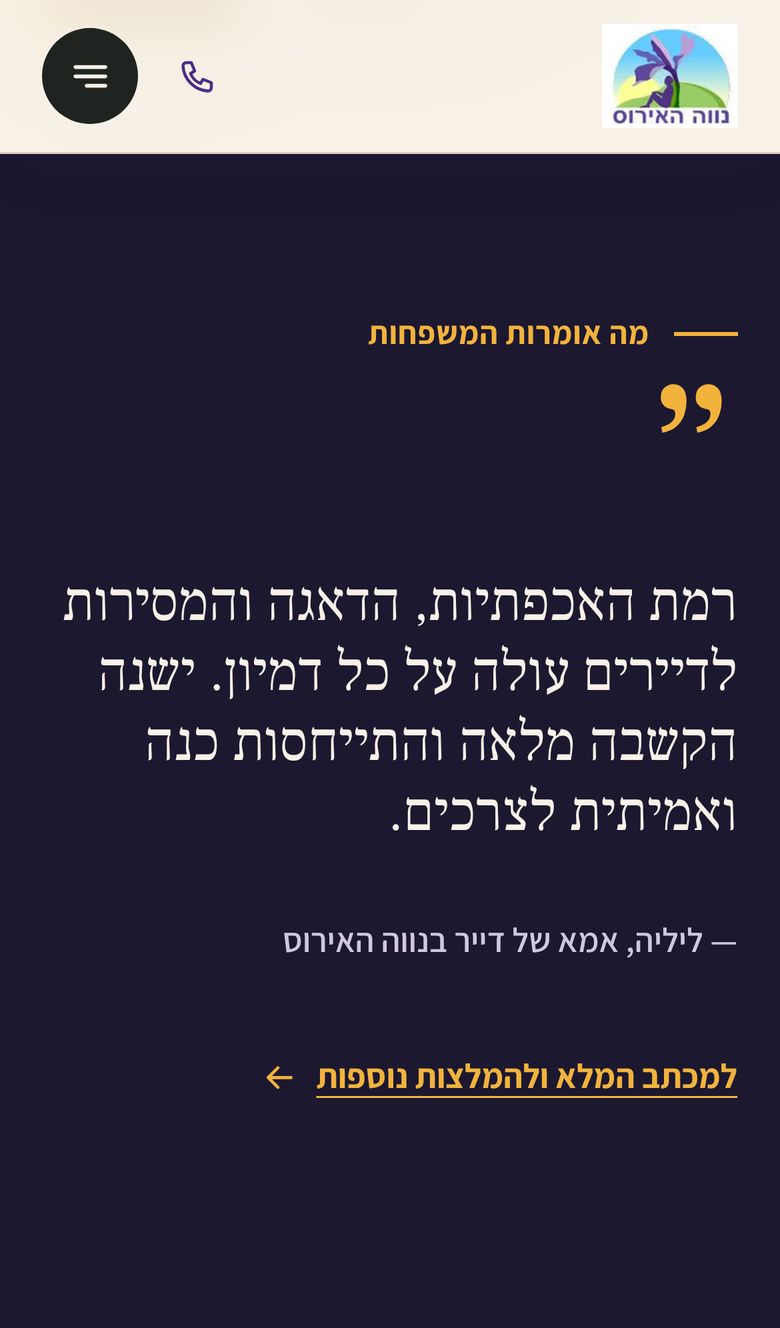 נווה האירוס
מה אומרות המשפחות
”
רמת האכפתיות, הדאגה והמסירות
לדיירים עולה על כל דמיון. ישנה
הקשבה מלאה והתייחסות כנה
ואמיתית לצרכים.
— ליליה, אמא של דייר בנווה האירוס
למכתב המלא ולהמלצות נוספות ←